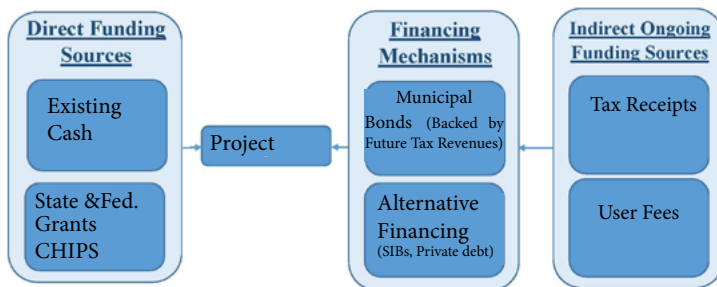 Direct Funding
Sources
Existing
Cash
State &Fed.
Grants
CHIPS
Project
Financing
Mechanisms
Municipal
Bonds (Backed by
Future Tax Revenues)
Alternative
Financing
(SIBs, Private debt)
Indirect Ongoing
Funding Sources
Tax Receipts
User Fees